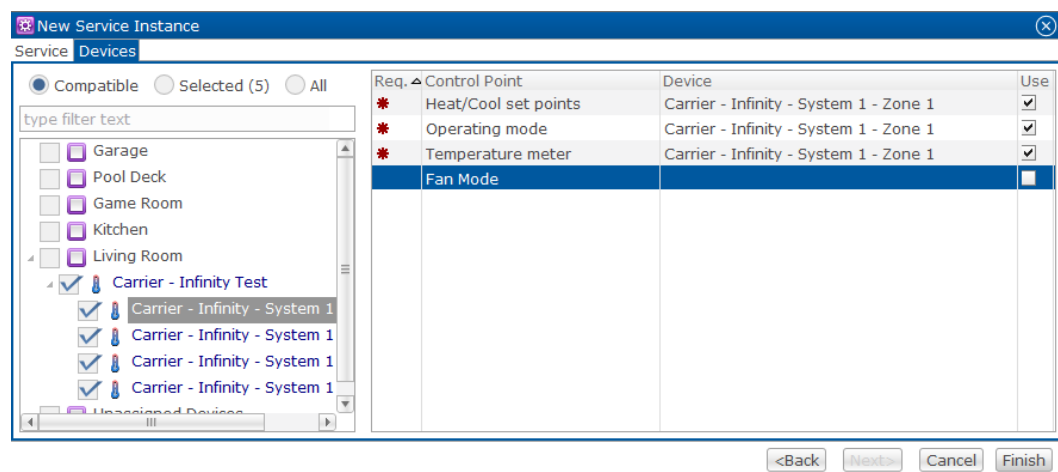 New Service Instance
Service Devices
Compatible Selected (5) All
type filter text
Garage
Pool Deck
Game Room
Kitchen
Living Room
Carrier - Infinity Test
Carrier - Infinity - System 1
Carrier - Infinity - System 1
Carrier - Infinity - System 1
Carrier - Infinity - System 1
Unassigned Devices
Req. Control Point Device Use
Heat/Cool set points Carrier - Infinity - System 1 - Zone 1
Operating mode Carrier - Infinity - System 1 - Zone 1
Temperature meter Carrier - Infinity - System 1 - Zone 1
Fan Mode
<Back Next> Cancel Finish